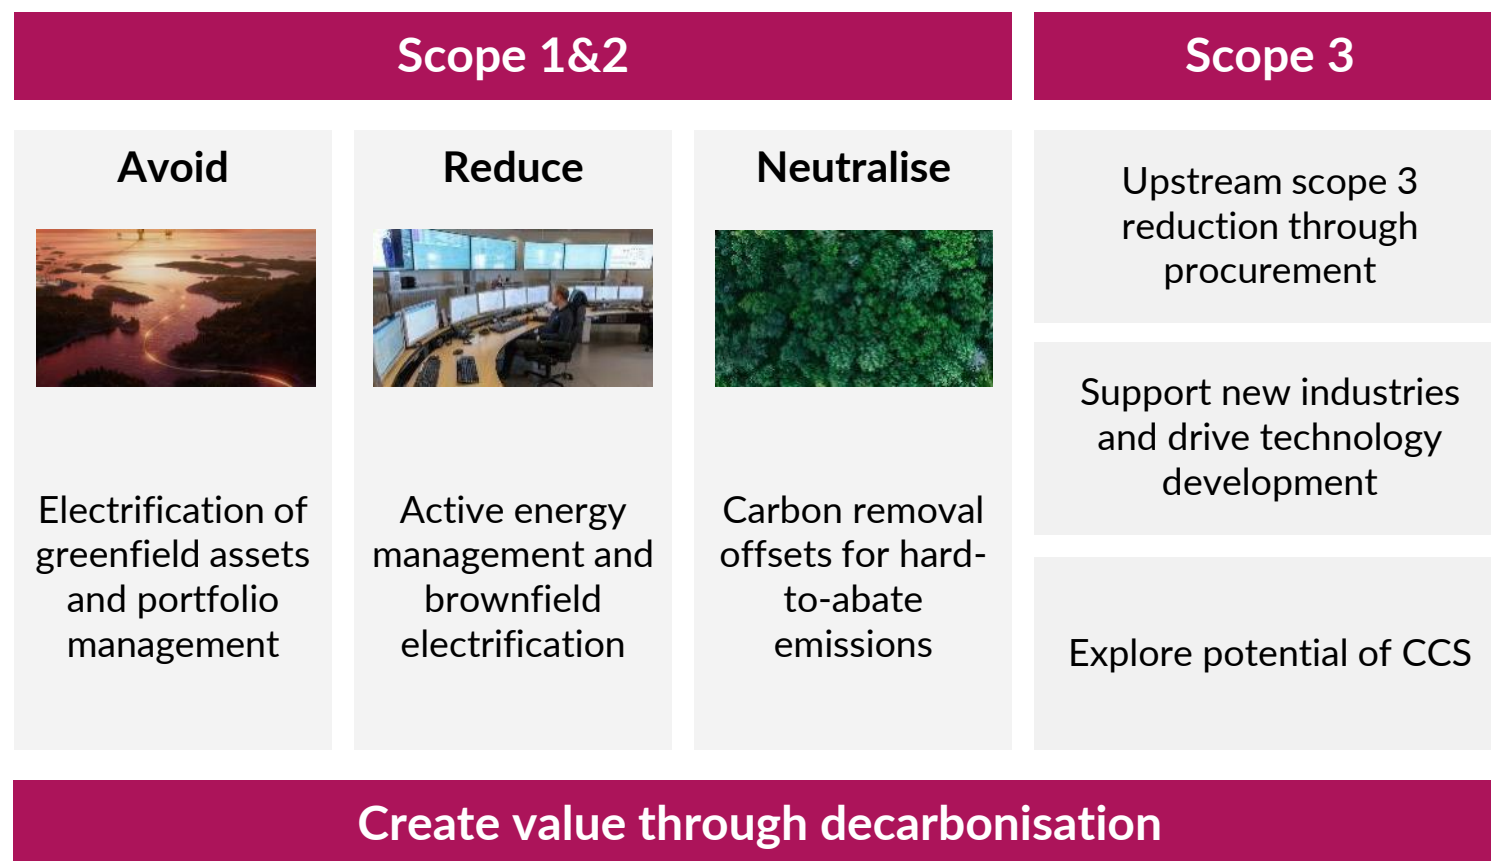 Scope 1&2
Scope 3
Avoid
Electrification of
greenfield assets
and portfolio
management
Reduce
Active energy
management and
brownfield
electrification
Neutralise
Carbon removal
offsets for hard-
to-abate
emissions
Upstream scope 3
reduction through
procurement
Support new industries
and drive technology
development
Explore potential of CCS
Create value through decarbonisation